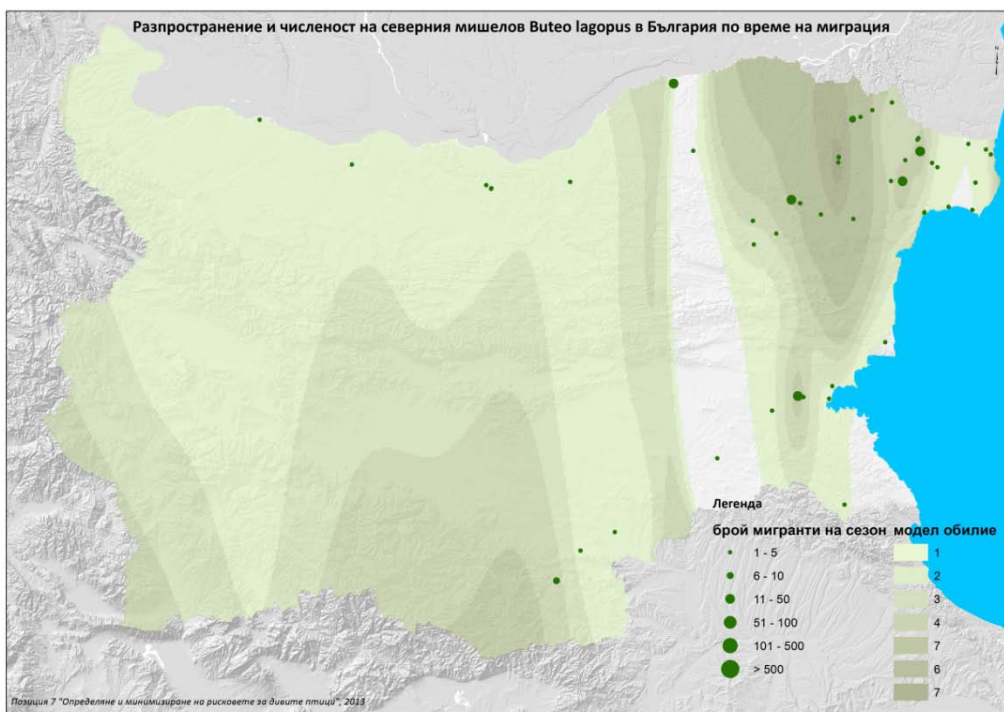 Разпространение и численост на северния мишелов Buteo lagopus в България по време на миграция
Легенда
брой мигранти на сезон модел обилие
1 - 5
6 - 10
11 - 50
51 - 100
101 - 500
> 500
1
2
3
4
7
6
7
Позиция 7 "Определяне и минимизиране на рисковете за дивите птици", 2013